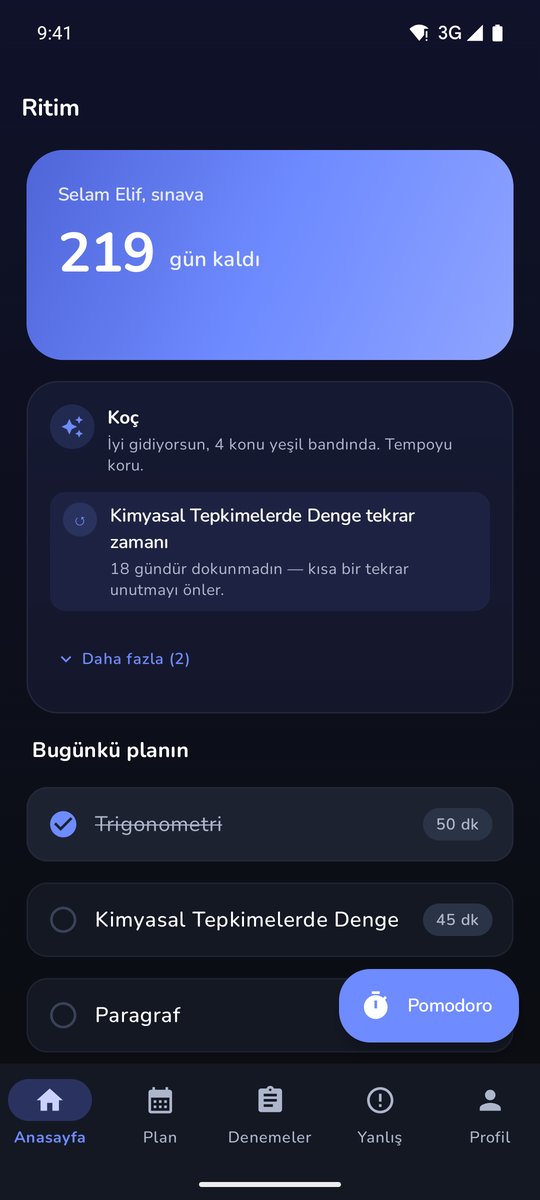 9:41
3G
Ritim
Selam Elif, sınava
219 gün kaldı
Koç
İyi gidiyorsun, 4 konu yeşil bandında. Tempoyu
koru.
Kimyasal Tepkimelerde Denge tekrar
zamanı
18 gündür dokunmadın — kısa bir tekrar
unutmayı önler.
Daha fazla (2)
Bugünkü planın
Trigonometri
50 dk
Kimyasal Tepkimelerde Denge
45 dk
Paragraf
Pomodoro
Anasayfa
Plan
Denemeler
Yanlış
Profil